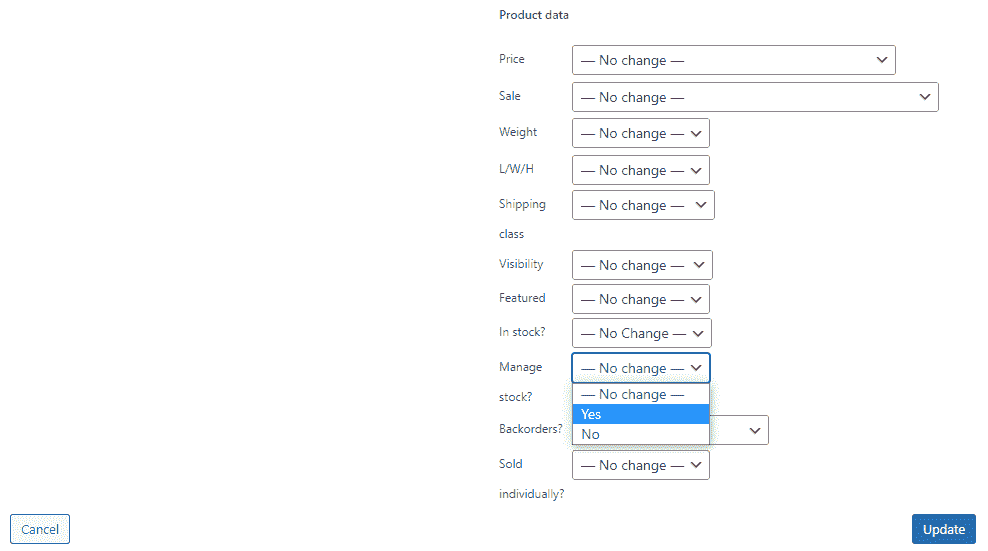 Product data
Price — No change —
Sale — No change —
Weight — No change —
L/W/H — No change —
Shipping — No change —
class
Visibility — No change —
Featured — No change —
In stock? — No Change —
Manage — No change —
stock? — No change —
Yes
Backorders? No
Sold — No change —
individually?
Cancel Update